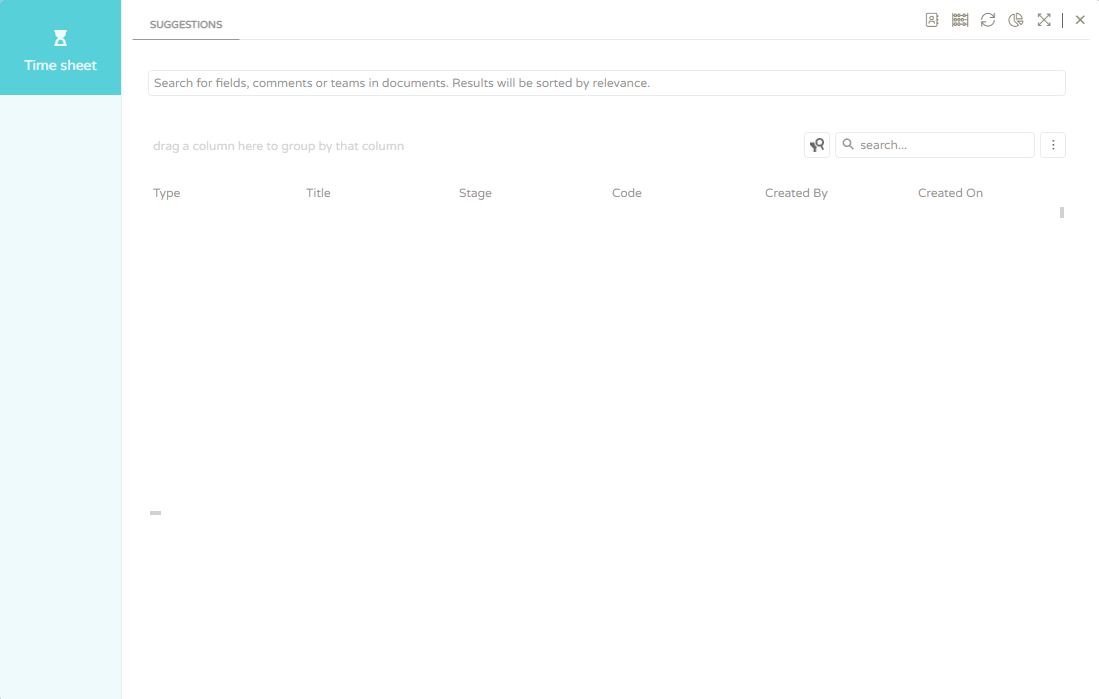 Time sheet
SUGGESTIONS
Search for fields, comments or teams in documents. Results will be sorted by relevance.
drag a column here to group by that column
search...
Type Title Stage Code Created By Created On